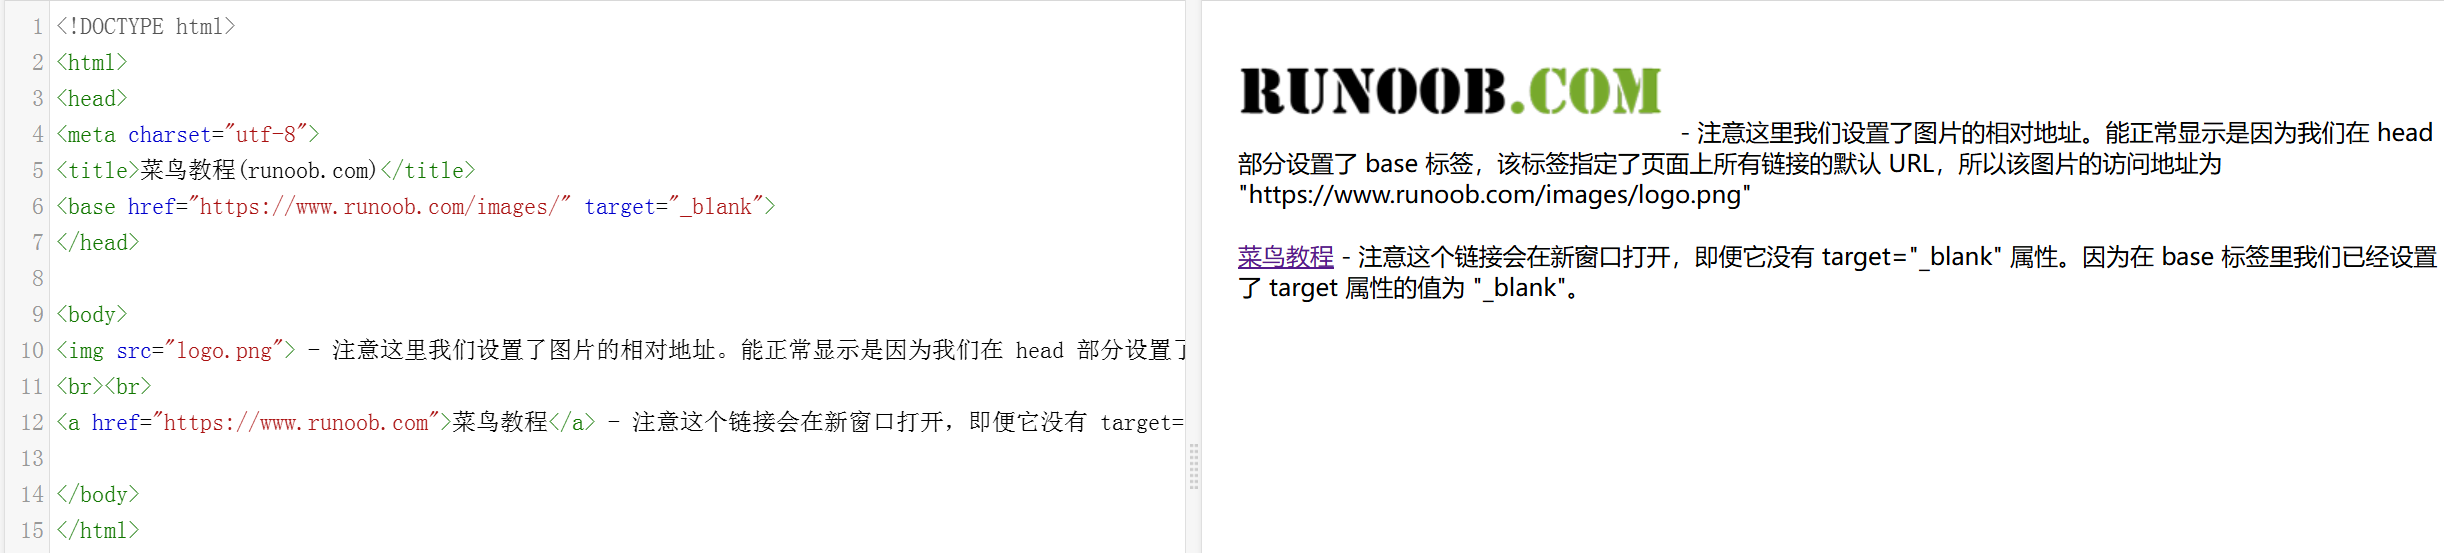 1 <!DOCTYPE html>
2 <html>
3 <head>
4 <meta charset="utf-8">
5 <title>菜鸟教程(runoob.com)</title>
6 <base href="https://www.runoob.com/images/" target="_blank">
7 </head>
8
9 <body>
10 <img src="logo.png"> - 注意这里我们设置了图片的相对地址。能正常显示是因为我们在 head 部分设置了
11 <br><br>
12 <a href="https://www.runoob.com">菜鸟教程</a> - 注意这个链接会在新窗口打开，即便它没有 target=
13
14 </body>
15 </html>
RUNOOB.COM
- 注意这里我们设置了图片的相对地址。能正常显示是因为我们在 head
部分设置了 base 标签，该标签指定了页面上所有链接的默认 URL，所以该图片的访问地址为
"https://www.runoob.com/images/logo.png"
菜鸟教程 - 注意这个链接会在新窗口打开，即便它没有 target="_blank" 属性。因为在 base 标签里我们已经设置
了 target 属性的值为 "_blank"。